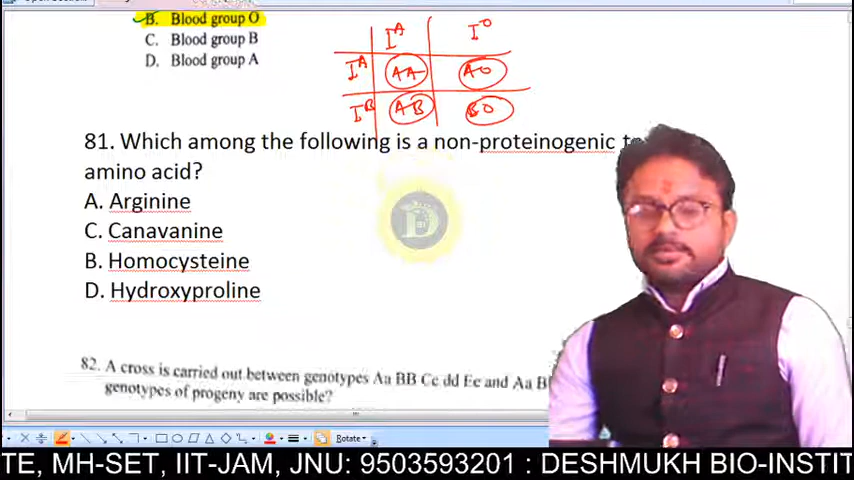 B. Blood group O
C. Blood group B
D. Blood group A
I^A I^O
I^A AA AO
I^B AB BO
81. Which among the following is a non-proteinogenic
amino acid?
A. Arginine
C. Canavanine
B. Homocysteine
D. Hydroxyproline
D
82. A cross is carried out between genotypes Aa BB Cc dd Ee and Aa B
genotypes of progeny are possible?
Rotate
TE, MH-SET, IIT-JAM, JNU: 9503593201 : DESHMUKH BIO-INSTIT